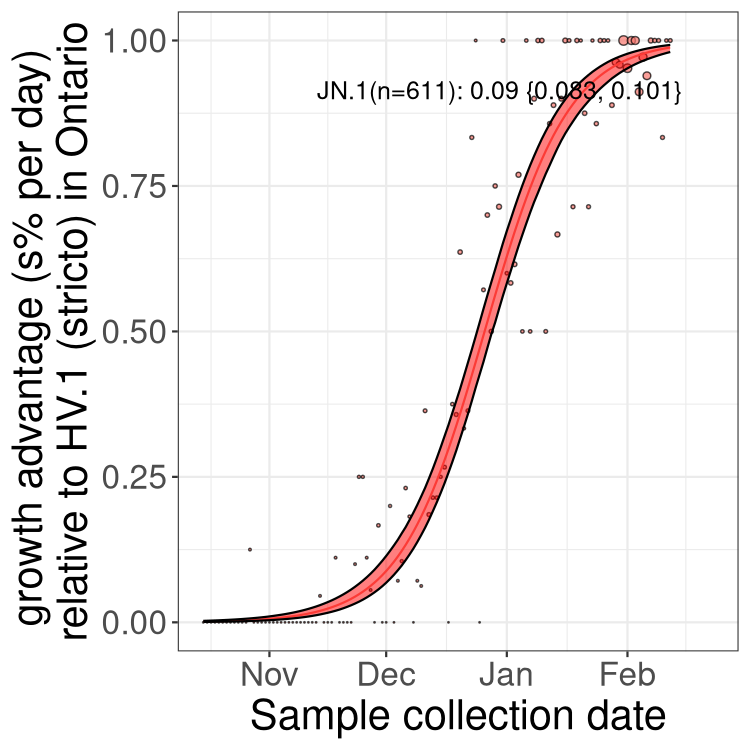 growth advantage (s% per day)
relative to HV.1 (stricto) in Ontario
1.00
0.75
0.50
0.25
0.00
JN.1(n=611): 0.09 {0.083, 0.101}
Nov Dec Jan Feb
Sample collection date